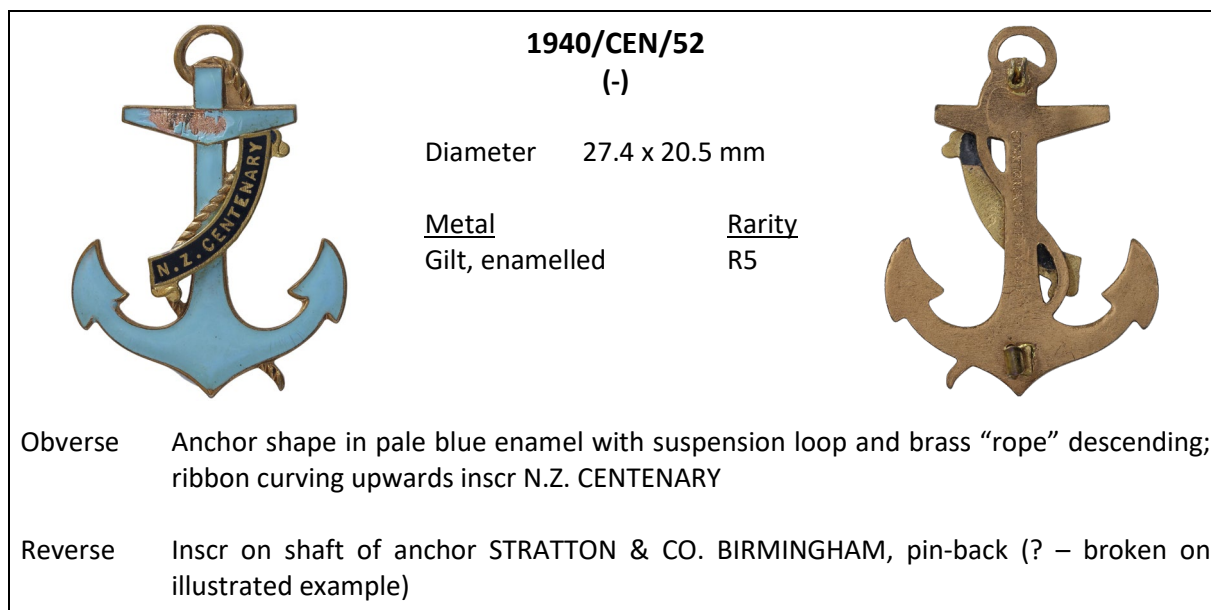 1940/CEN/52
(-)
Diameter 27.4 x 20.5 mm
Metal Rarity
Gilt, enamelled R5
N.Z. CENTENARY
Obverse Anchor shape in pale blue enamel with suspension loop and brass “rope” descending;
ribbon curving upwards inscr N.Z. CENTENARY
Reverse Inscr on shaft of anchor STRATTON & CO. BIRMINGHAM, pin-back (? – broken on
illustrated example)